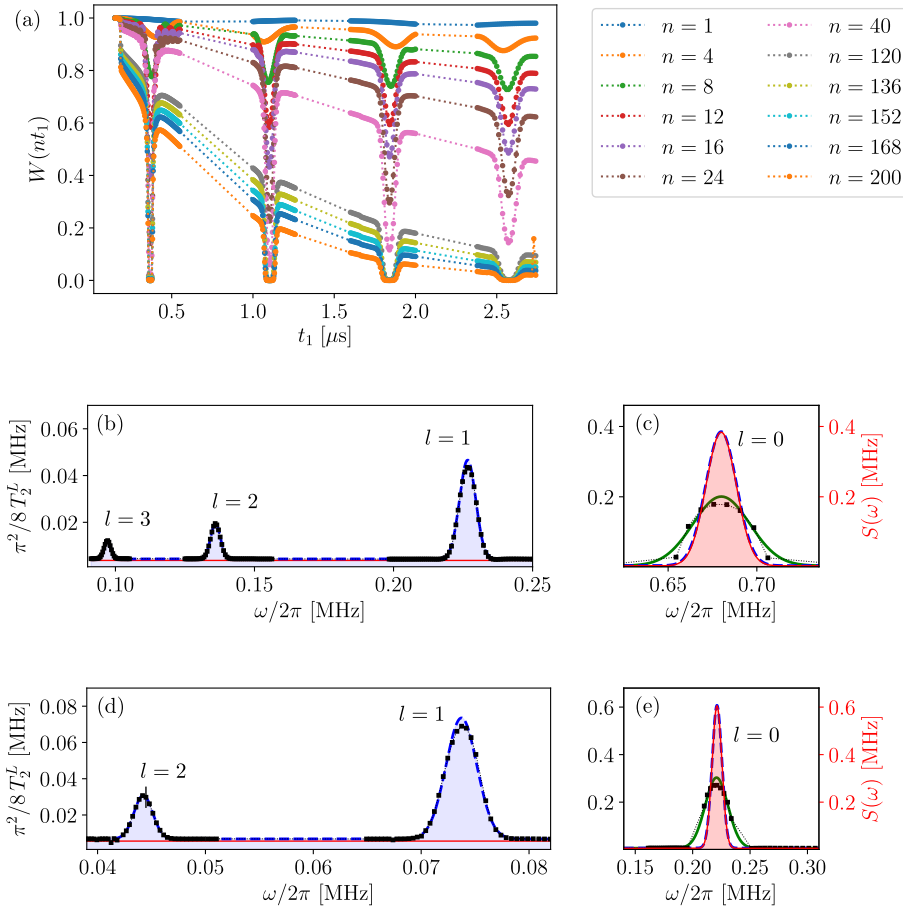 (a)
1.0
0.8
0.6
0.4
0.2
0.0
W(nt₁)
0.5
1.0
1.5
2.0
2.5
t₁ [μs]
n = 1
n = 4
n = 8
n = 12
n = 16
n = 24
n = 40
n = 120
n = 136
n = 152
n = 168
n = 200
(b)
0.06
0.04
0.02
π²/8 T₂ᴸ [MHz]
l = 3
l = 2
l = 1
0.10
0.15
0.20
0.25
ω/2π [MHz]
(c)
0.4
0.2
l = 0
0.4
0.2
S(ω) [MHz]
0.65
0.70
ω/2π [MHz]
(d)
0.08
0.06
0.04
0.02
π²/8 T₂ᴸ [MHz]
l = 2
l = 1
0.04
0.05
0.06
0.07
0.08
ω/2π [MHz]
(e)
0.6
0.4
0.2
l = 0
0.6
0.4
0.2
S(ω) [MHz]
0.15
0.20
0.25
0.30
ω/2π [MHz]